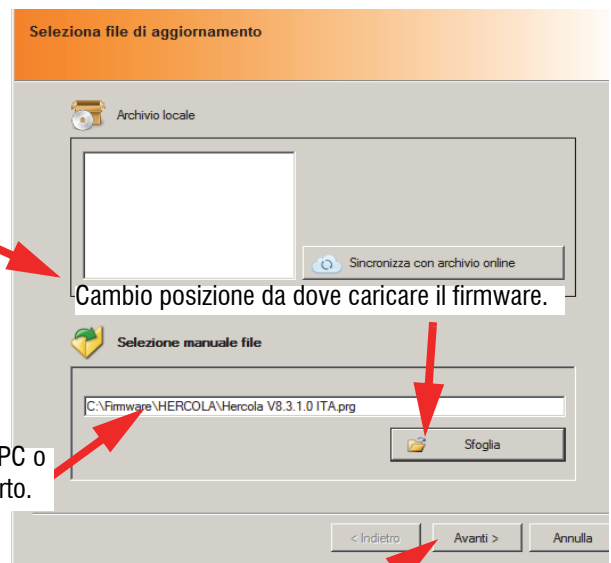 Seleziona file di aggiornamento
Archivio locale
Sincronizza con archivio online
Cambio posizione da dove caricare il firmware.
Selezione manuale file
C:\Firmware\HERCOLA\Hercola V8.3.1.0 ITA.prg
Sfoglia
PC o
rto.
< Indietro
Avanti >
Annulla